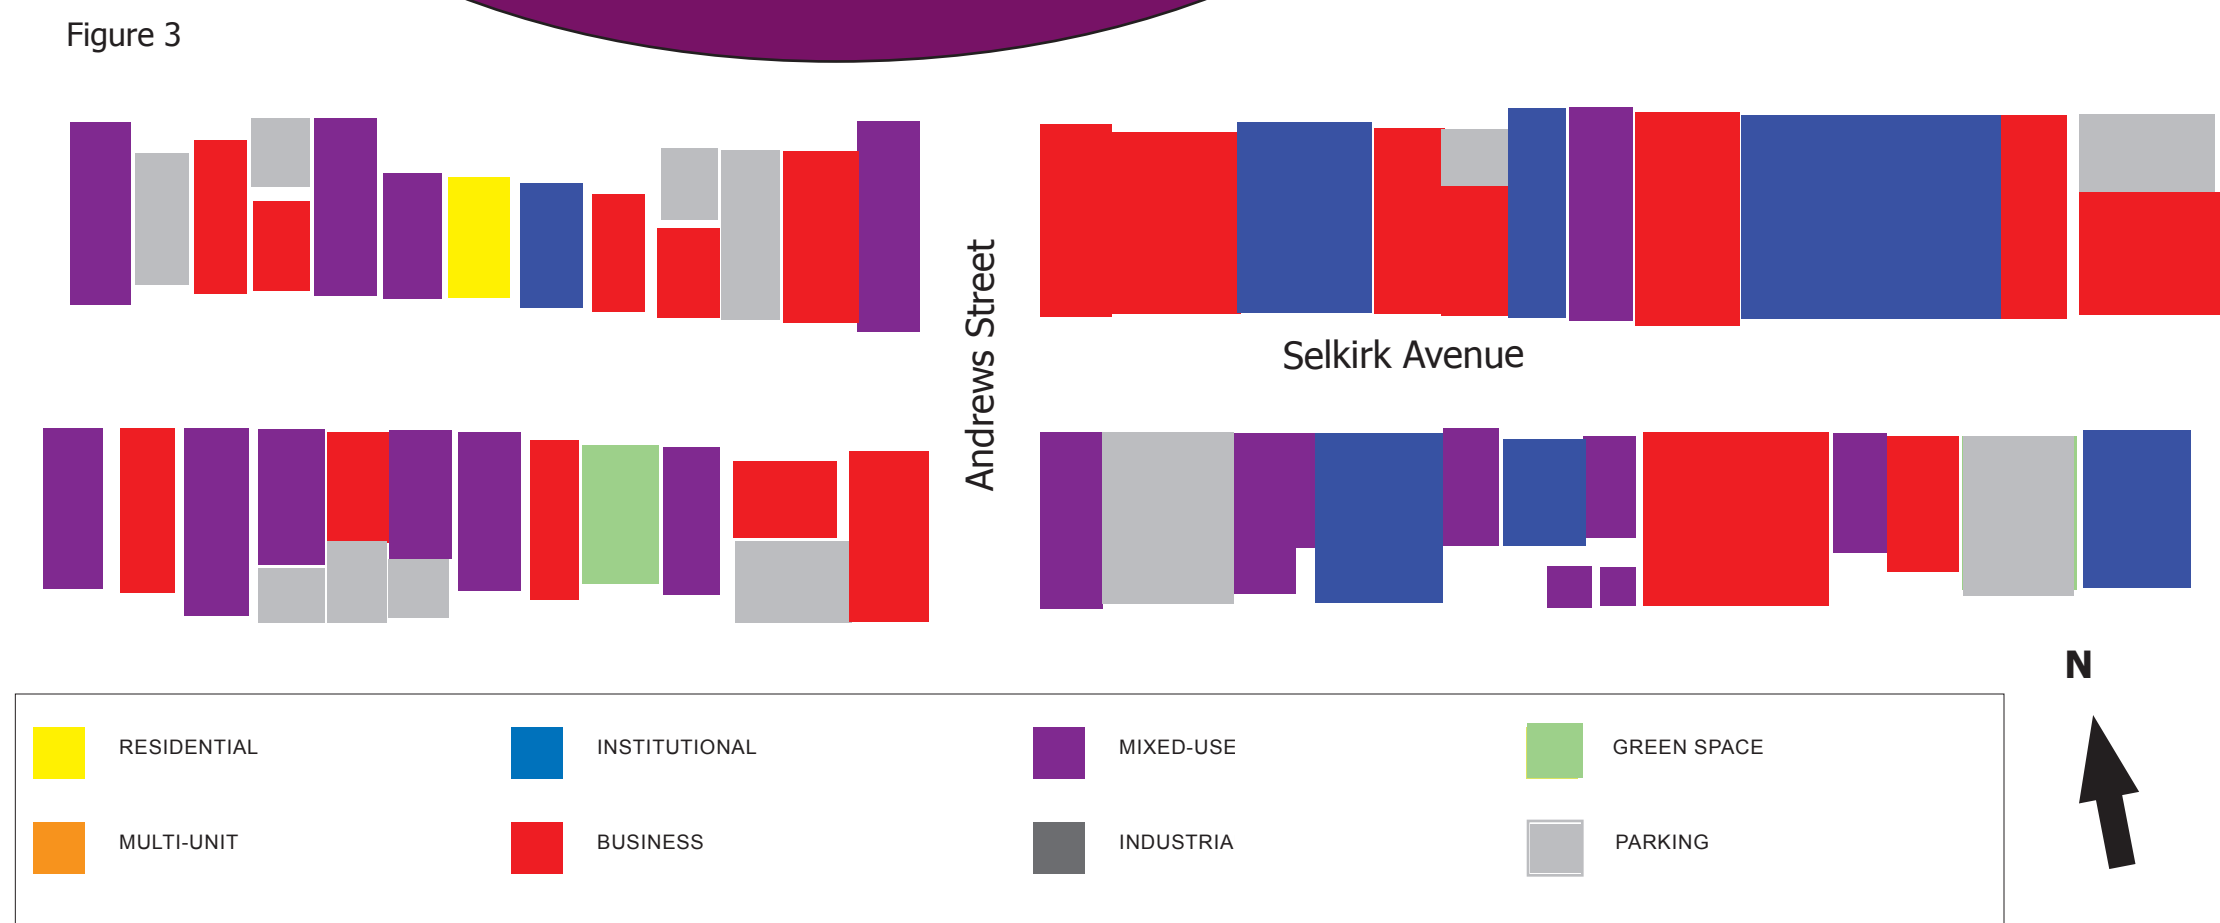 Figure 3
Andrews Street
Selkirk Avenue
N
RESIDENTIAL
INSTITUTIONAL
MIXED-USE
GREEN SPACE
MULTI-UNIT
BUSINESS
INDUSTRIA
PARKING